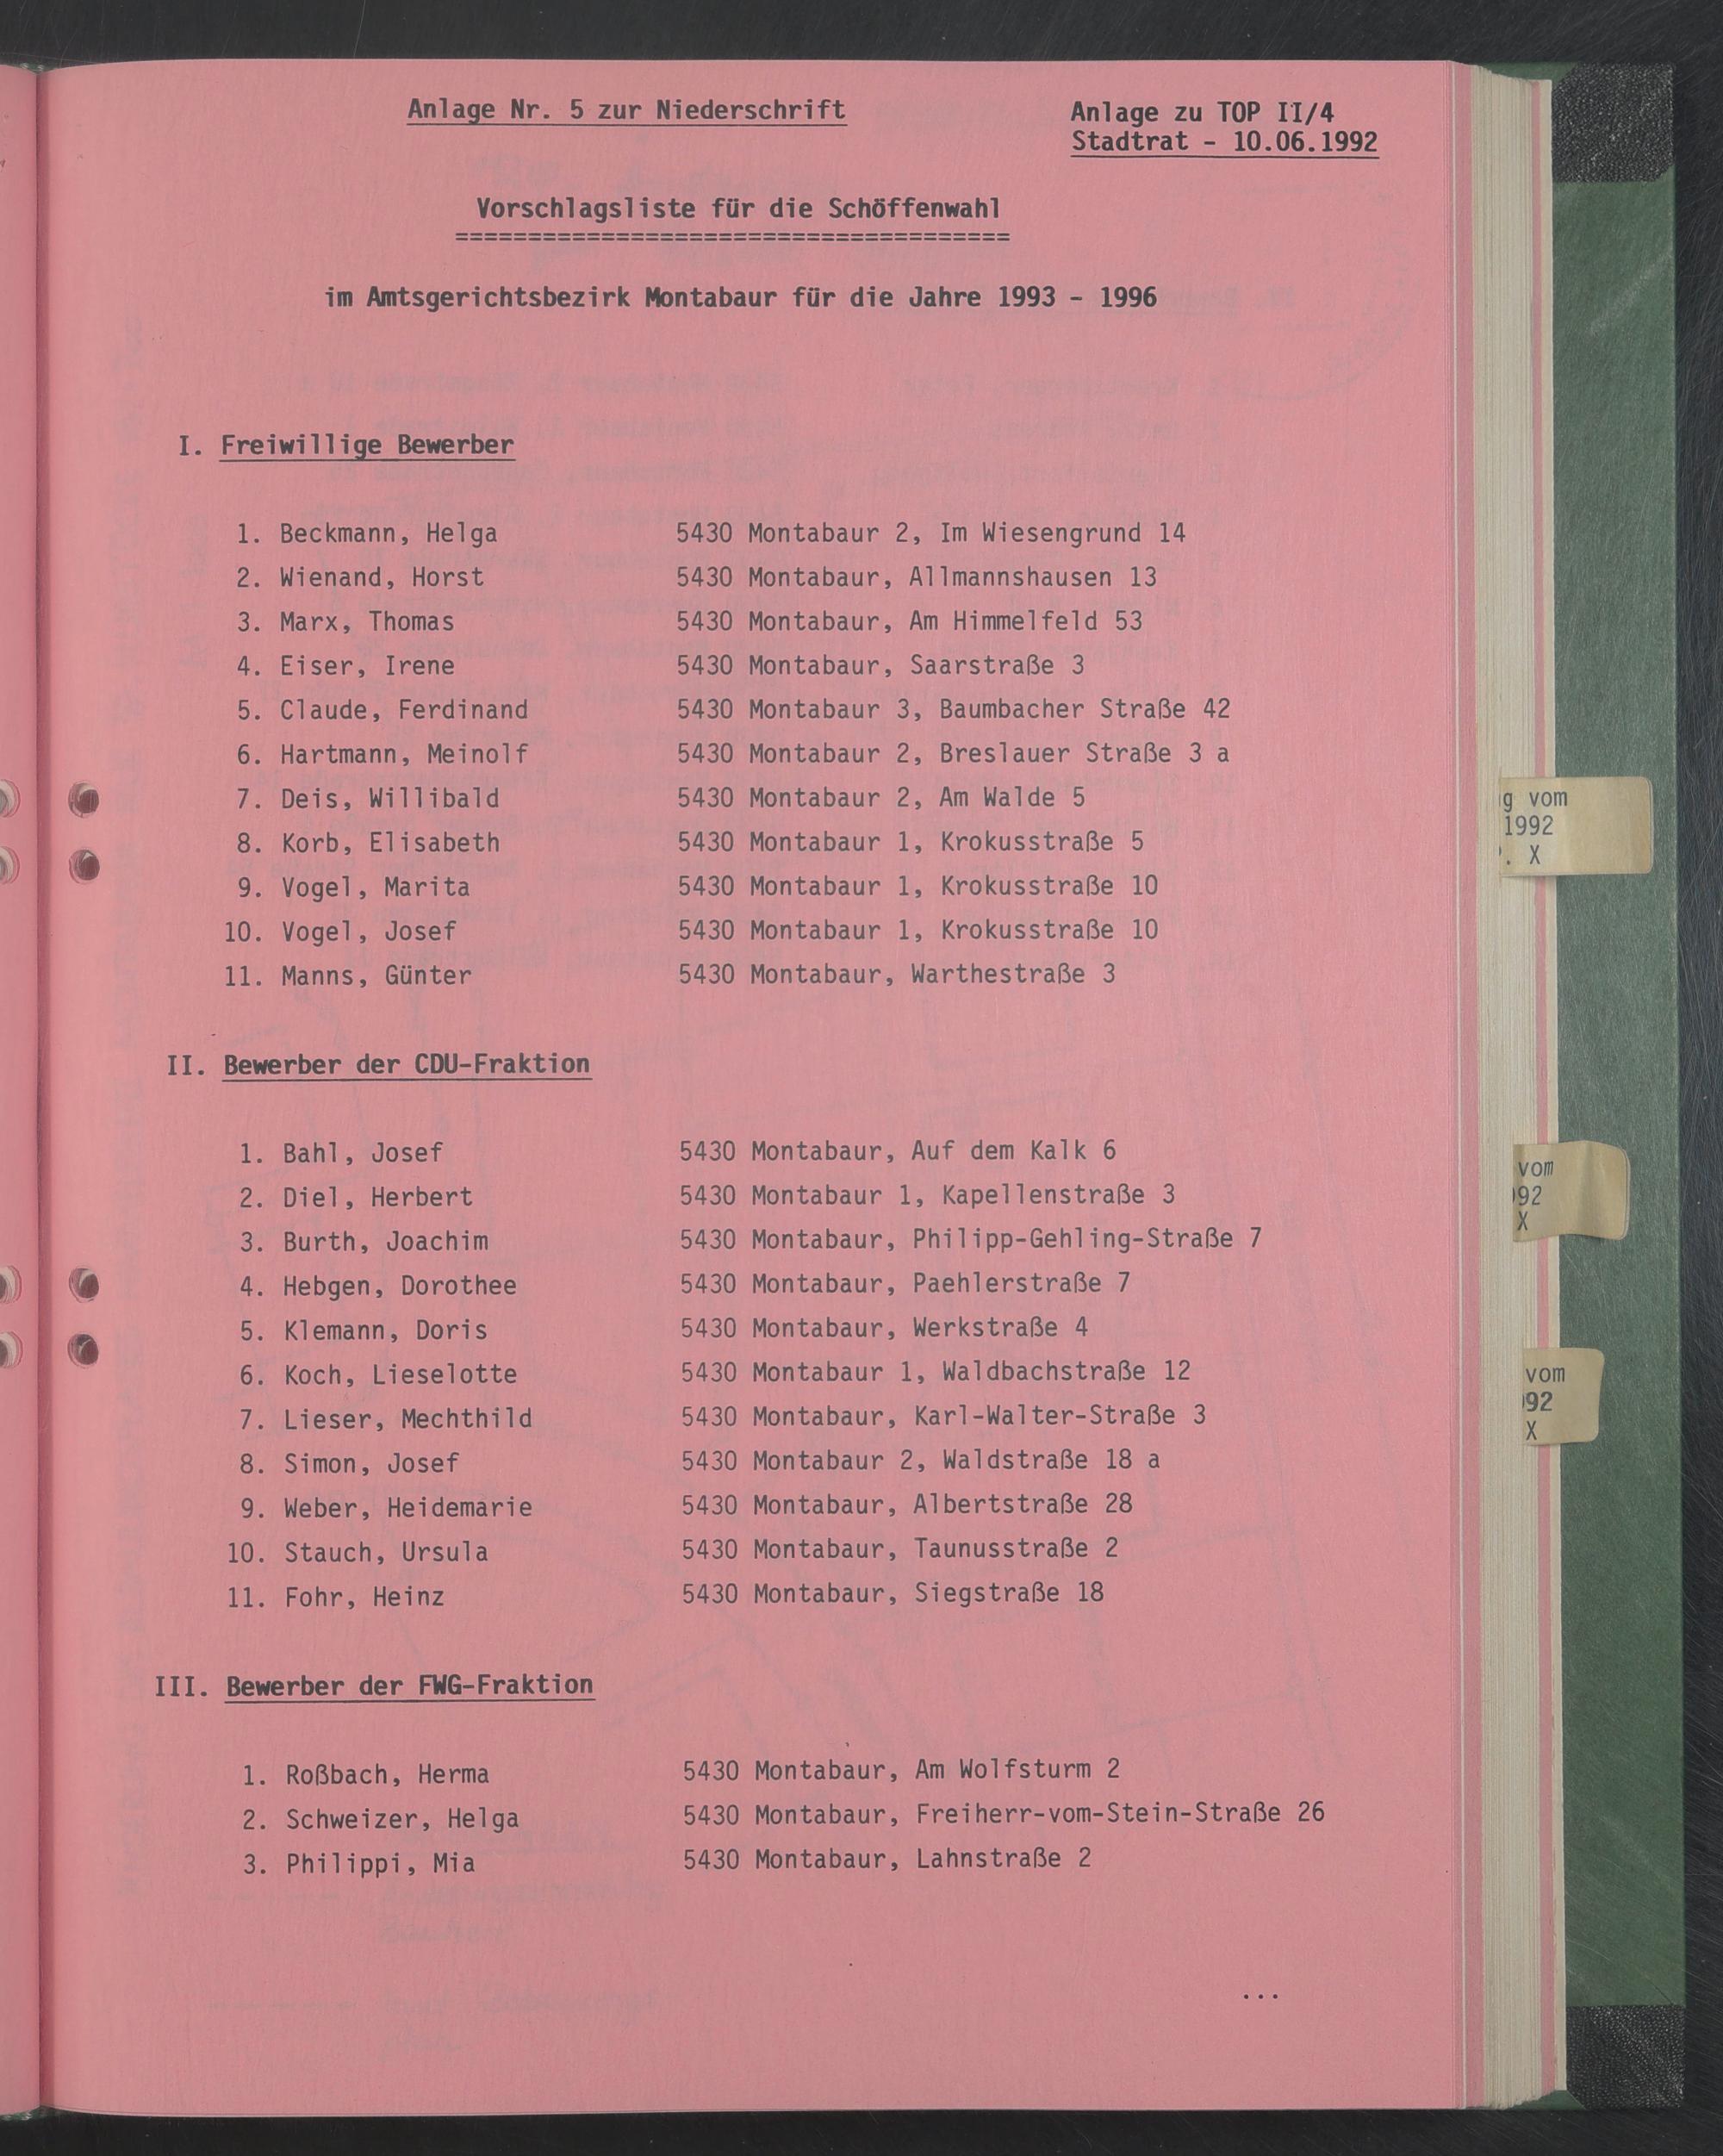 Anlage Nr. 5 zur Niederschrift
Anlage zu TOP II/4
Stadtrat - 10.06.1992
Vorschlagsliste für die Schöffenwahl
======================================
im Amtsgerichtsbezirk Montabaur für die Jahre 1993 - 1996
I. Freiwillige Bewerber
1. Beckmann, Helga 5430 Montabaur 2, Im Wiesengrund 14
2. Wienand, Horst 5430 Montabaur, Allmannshausen 13
3. Marx, Thomas 5430 Montabaur, Am Himmelfeld 53
4. Eiser, Irene 5430 Montabaur, Saarstraße 3
5. Claude, Ferdinand 5430 Montabaur 3, Baumbacher Straße 42
6. Hartmann, Meinolf 5430 Montabaur 2, Breslauer Straße 3 a
7. Deis, Willibald 5430 Montabaur 2, Am Walde 5
8. Korb, Elisabeth 5430 Montabaur 1, Krokusstraße 5
9. Vogel, Marita 5430 Montabaur 1, Krokusstraße 10
10. Vogel, Josef 5430 Montabaur 1, Krokusstraße 10
11. Manns, Günter 5430 Montabaur, Warthestraße 3
II. Bewerber der CDU-Fraktion
1. Bahl, Josef 5430 Montabaur, Auf dem Kalk 6
2. Diel, Herbert 5430 Montabaur 1, Kapellenstraße 3
3. Burth, Joachim 5430 Montabaur, Philipp-Gehling-Straße 7
4. Hebgen, Dorothee 5430 Montabaur, Paehlerstraße 7
5. Klemann, Doris 5430 Montabaur, Werkstraße 4
6. Koch, Lieselotte 5430 Montabaur 1, Waldbachstraße 12
7. Lieser, Mechthild 5430 Montabaur, Karl-Walter-Straße 3
8. Simon, Josef 5430 Montabaur 2, Waldstraße 18 a
9. Weber, Heidemarie 5430 Montabaur, Albertstraße 28
10. Stauch, Ursula 5430 Montabaur, Taunusstraße 2
11. Fohr, Heinz 5430 Montabaur, Siegstraße 18
III. Bewerber der FWG-Fraktion
1. Roßbach, Herma 5430 Montabaur, Am Wolfsturm 2
2. Schweizer, Helga 5430 Montabaur, Freiherr-vom-Stein-Straße 26
3. Philippi, Mia 5430 Montabaur, Lahnstraße 2
...
g vom
1992
. X
vom
92
X
vom
92
X